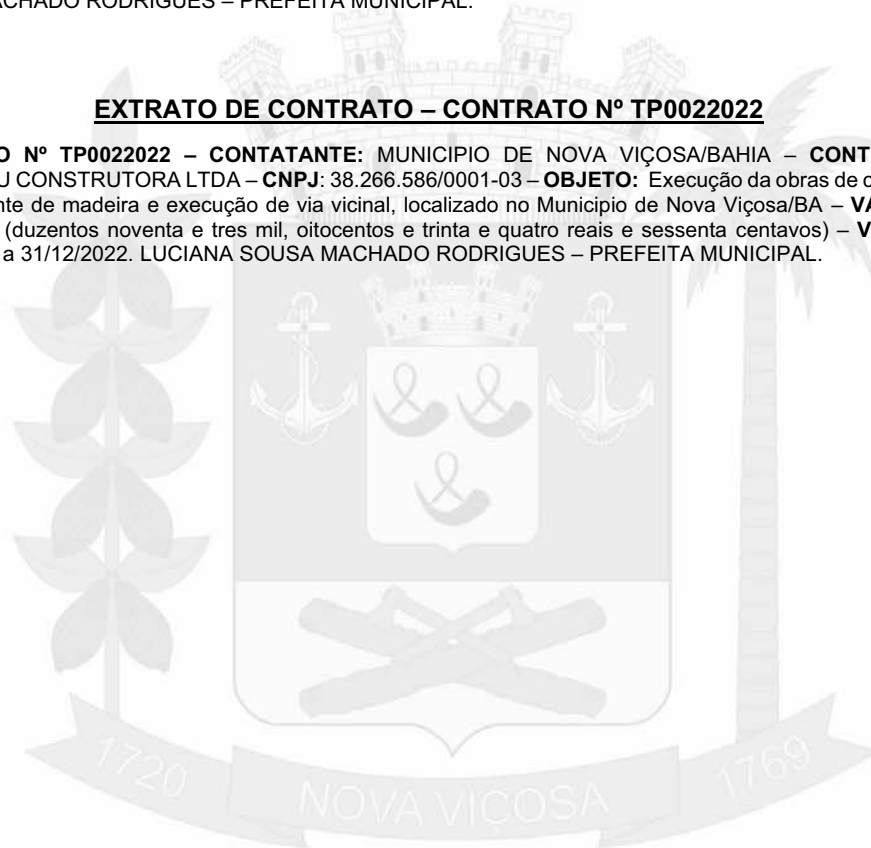 MACHADO RODRIGUES – PREFEITA MUNICIPAL.
EXTRATO DE CONTRATO – CONTRATO Nº TP0022022
O Nº TP0022022 – CONTATANTE: MUNICIPIO DE NOVA VIÇOSA/BAHIA – CONT
U CONSTRUTORA LTDA – CNPJ: 38.266.586/0001-03 – OBJETO: Execução da obras de c
nte de madeira e execução de via vicinal, localizado no Municipio de Nova Viçosa/BA – VA
(duzentos noventa e tres mil, oitocentos e trinta e quatro reais e sessenta centavos) – V
a 31/12/2022. LUCIANA SOUSA MACHADO RODRIGUES – PREFEITA MUNICIPAL.
1720 NOVA VIÇOSA 1769